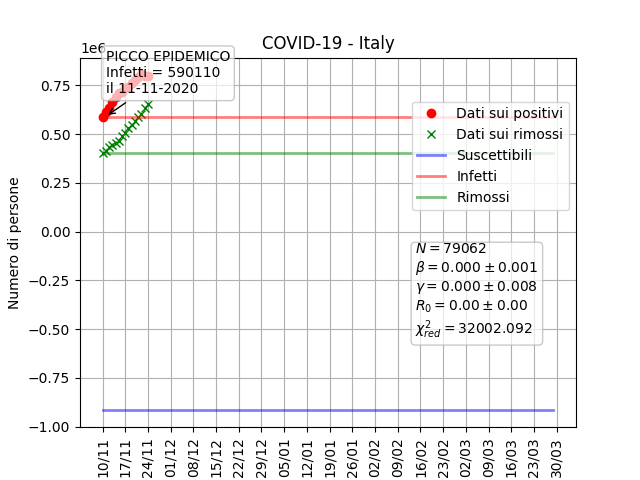 COVID-19 - Italy
1e6
PICCO EPIDEMICO
Infetti = 590110
il 11-11-2020
Dati sui positivi
Dati sui rimossi
Suscettibili
Infetti
Rimossi
N = 79062
β = 0.000 ± 0.001
γ = 0.000 ± 0.008
R₀ = 0.00 ± 0.00
χ²red = 32002.092
Numero di persone
0.75
0.50
0.25
0.00
−0.25
−0.50
−0.75
−1.00
10/11
17/11
24/11
01/12
08/12
15/12
22/12
29/12
05/01
12/01
19/01
26/01
02/02
09/02
16/02
23/02
02/03
09/03
16/03
23/03
30/03